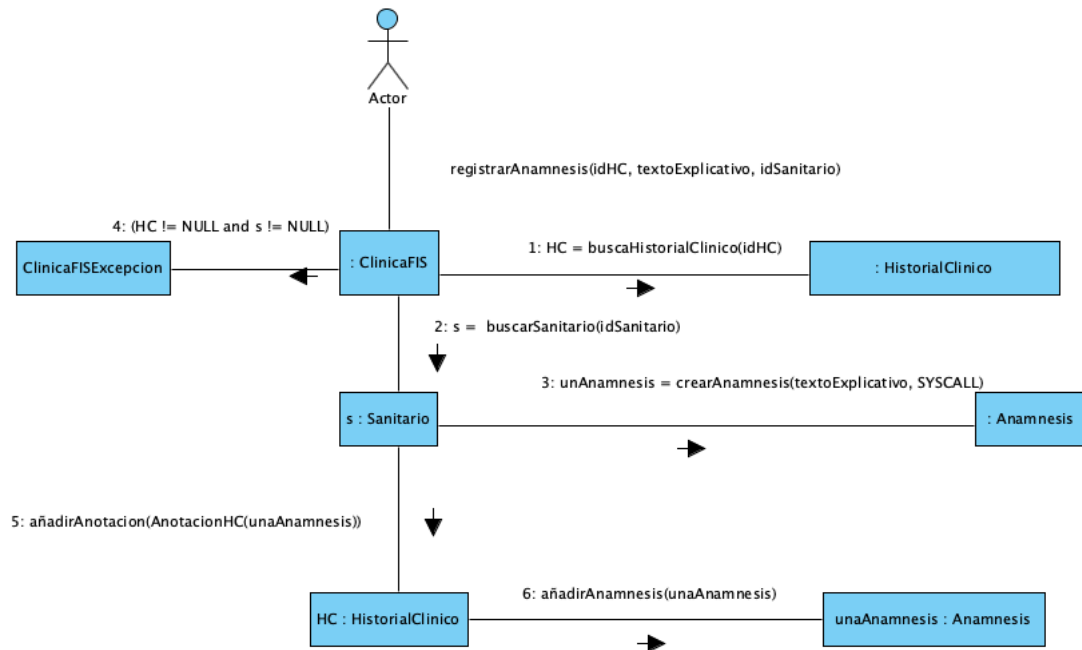 Actor
registrarAnamnesis(idHC, textoExplicativo, idSanitario)
4: (HC != NULL and s != NULL)
ClinicaFISExcepcion
: ClinicaFIS
1: HC = buscaHistorialClinico(idHC)
: HistorialClinico
2: s = buscarSanitario(idSanitario)
3: unAnamnesis = crearAnamnesis(textoExplicativo, SYSCALL)
s : Sanitario
: Anamnesis
5: añadirAnotacion(AnotacionHC(unaAnamnesis))
6: añadirAnamnesis(unaAnamnesis)
HC : HistorialClinico
unaAnamnesis : Anamnesis